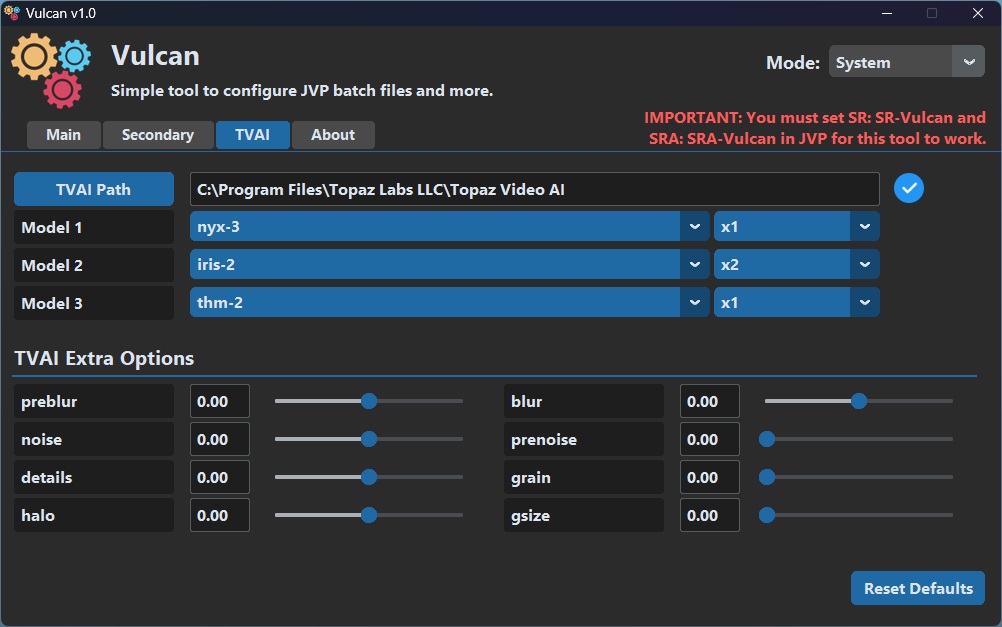 Vulcan v1.0
Vulcan
Simple tool to configure JVP batch files and more.
Mode: System
IMPORTANT: You must set SR: SR-Vulcan and
SRA: SRA-Vulcan in JVP for this tool to work.
Main Secondary TVAI About
TVAI Path C:\Program Files\Topaz Labs LLC\Topaz Video AI
Model 1 nyx-3 x1
Model 2 iris-2 x2
Model 3 thm-2 x1
TVAI Extra Options
preblur 0.00 blur 0.00
noise 0.00 prenoise 0.00
details 0.00 grain 0.00
halo 0.00 gsize 0.00
Reset Defaults